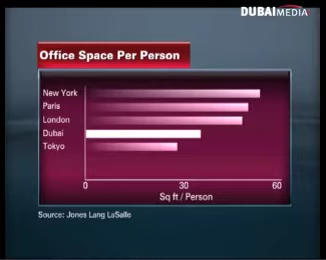 DUBAIMEDIA
Office Space Per Person
New York
Paris
London
Dubai
Tokyo
0 30 60
Sq ft / Person
Source: Jones Lang LaSalle